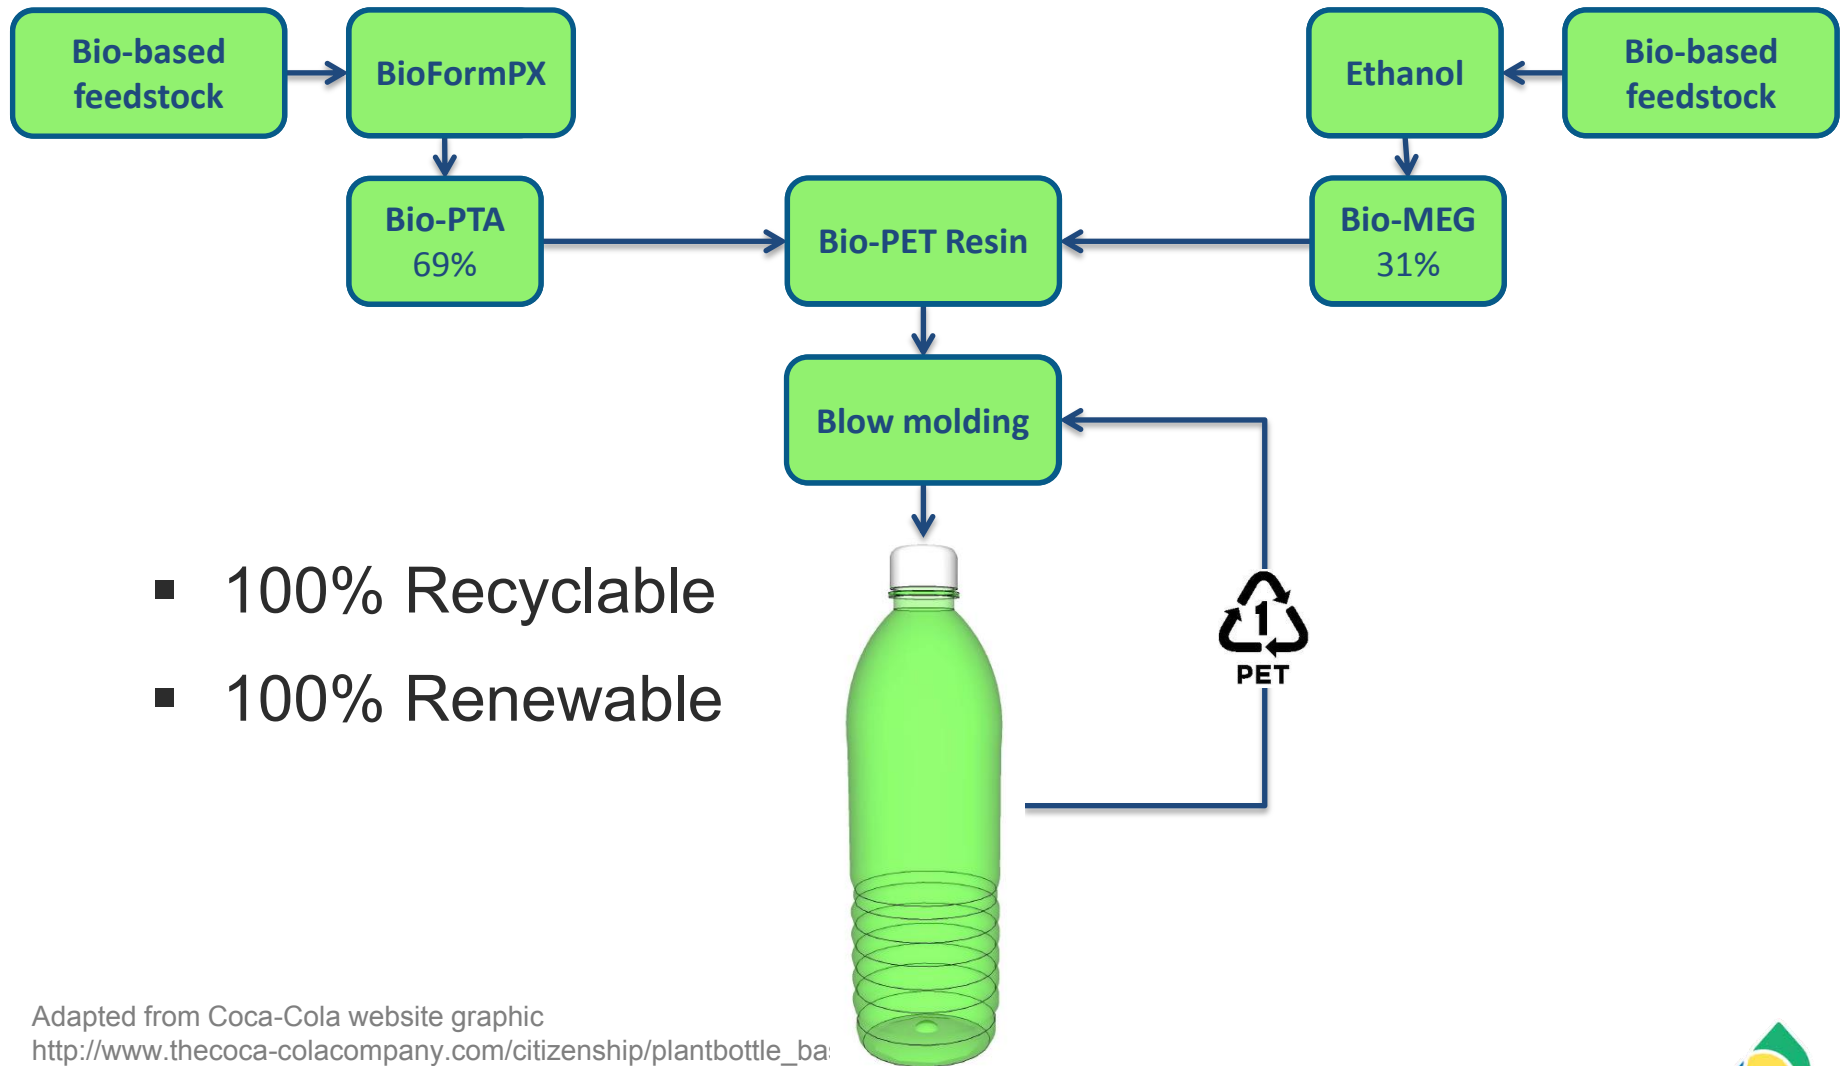 Bio-based
feedstock
BioFormPX
Ethanol
Bio-based
feedstock
Bio-PTA
69%
Bio-PET Resin
Bio-MEG
31%
Blow molding
▪ 100% Recyclable
▪ 100% Renewable
1
PET
Adapted from Coca-Cola website graphic
http://www.thecoca-colacompany.com/citizenship/plantbottle_ba